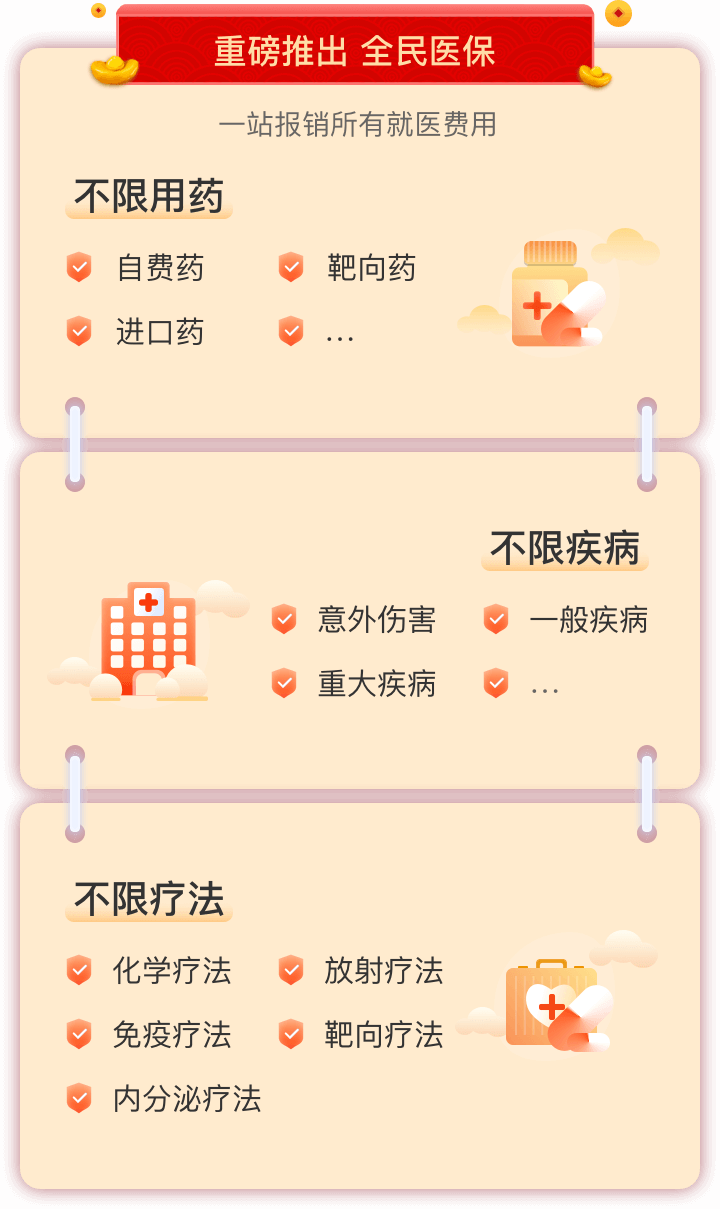 重磅推出 全民医保
一站报销所有就医费用
不限用药
自费药 靶向药
进口药 ...
不限疾病
意外伤害 一般疾病
重大疾病 ...
不限疗法
化学疗法 放射疗法
免疫疗法 靶向疗法
内分泌疗法